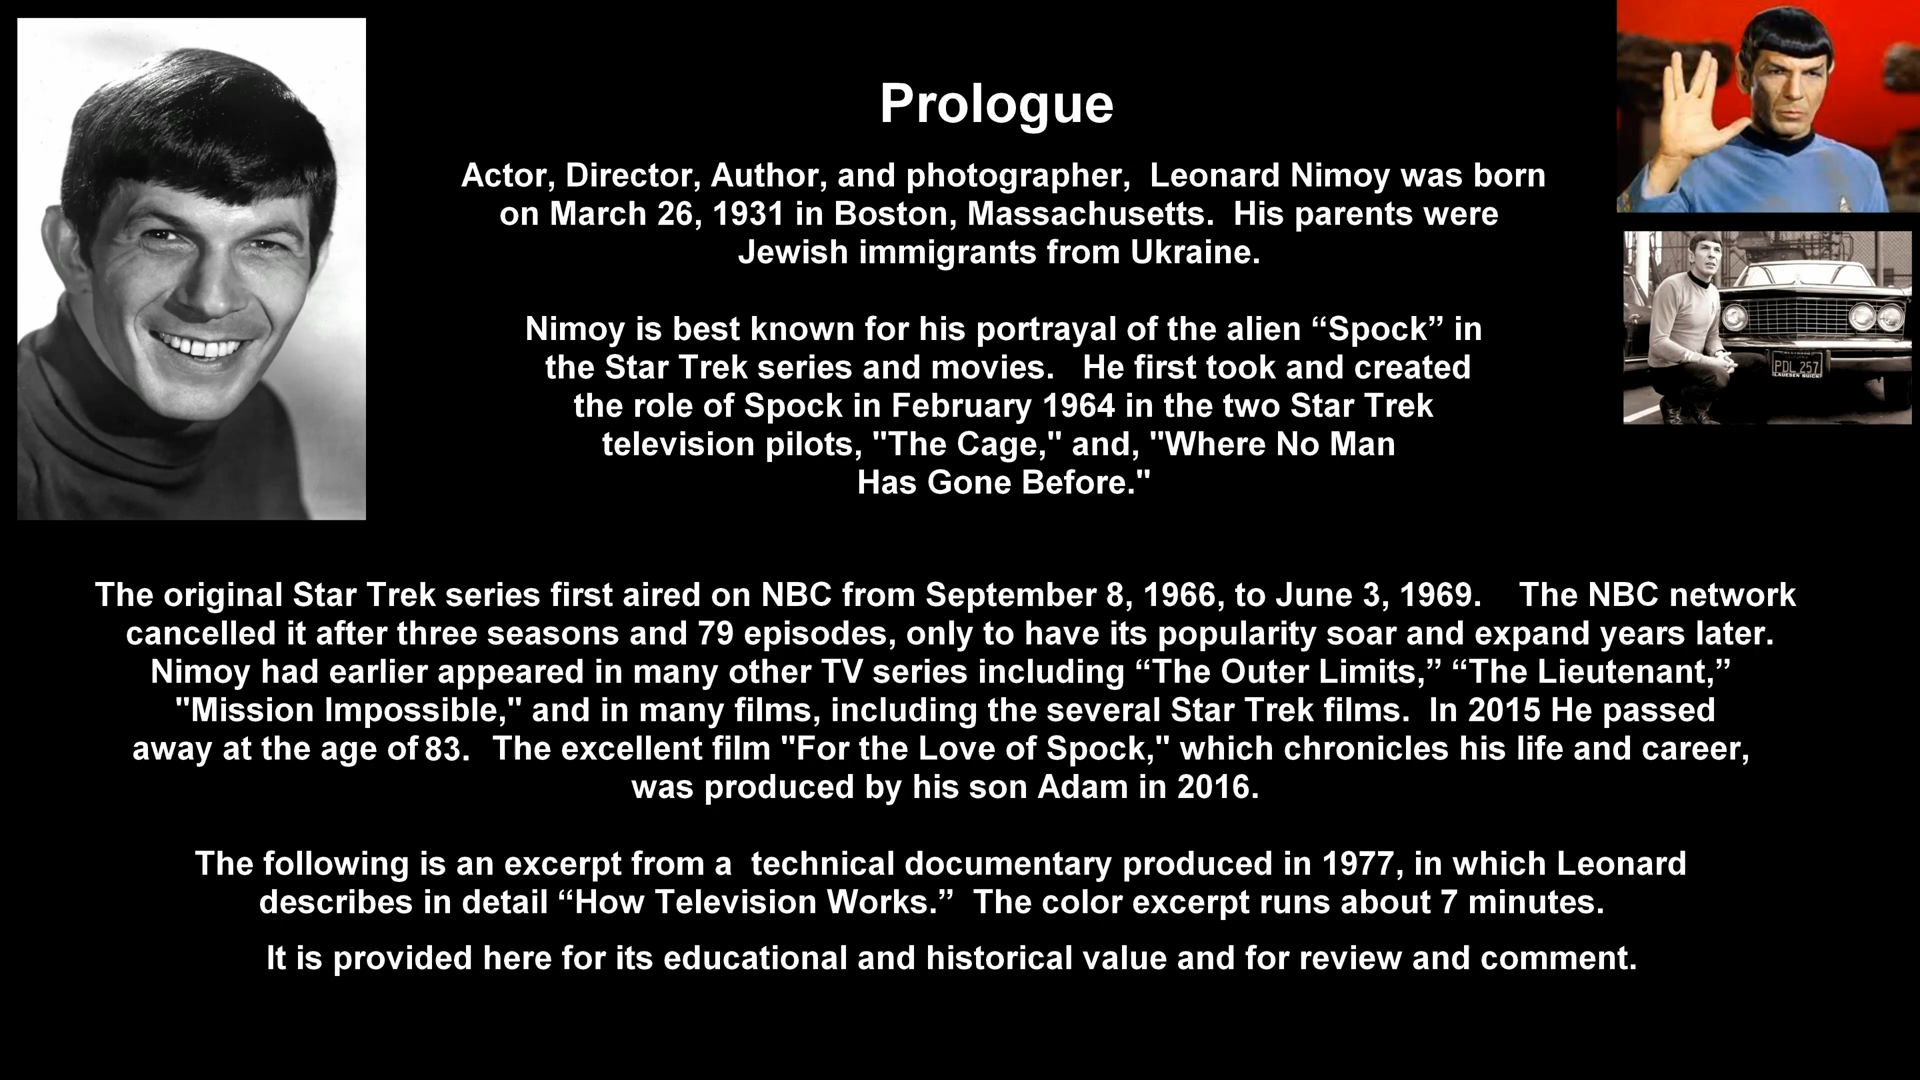 Prologue
Actor, Director, Author, and photographer,  Leonard Nimoy was born
on March 26, 1931 in Boston, Massachusetts.  His parents were
Jewish immigrants from Ukraine.
Nimoy is best known for his portrayal of the alien “Spock” in
the Star Trek series and movies.   He first took and created
the role of Spock in February 1964 in the two Star Trek
television pilots, "The Cage," and, "Where No Man
Has Gone Before."
PDL 257
The original Star Trek series first aired on NBC from September 8, 1966, to June 3, 1969.    The NBC network
cancelled it after three seasons and 79 episodes, only to have its popularity soar and expand years later.
Nimoy had earlier appeared in many other TV series including “The Outer Limits,” “The Lieutenant,”
"Mission Impossible," and in many films, including the several Star Trek films.  In 2015 He passed
away at the age of 83.  The excellent film "For the Love of Spock," which chronicles his life and career,
was produced by his son Adam in 2016.
The following is an excerpt from a  technical documentary produced in 1977, in which Leonard
describes in detail “How Television Works.”  The color excerpt runs about 7 minutes.
It is provided here for its educational and historical value and for review and comment.